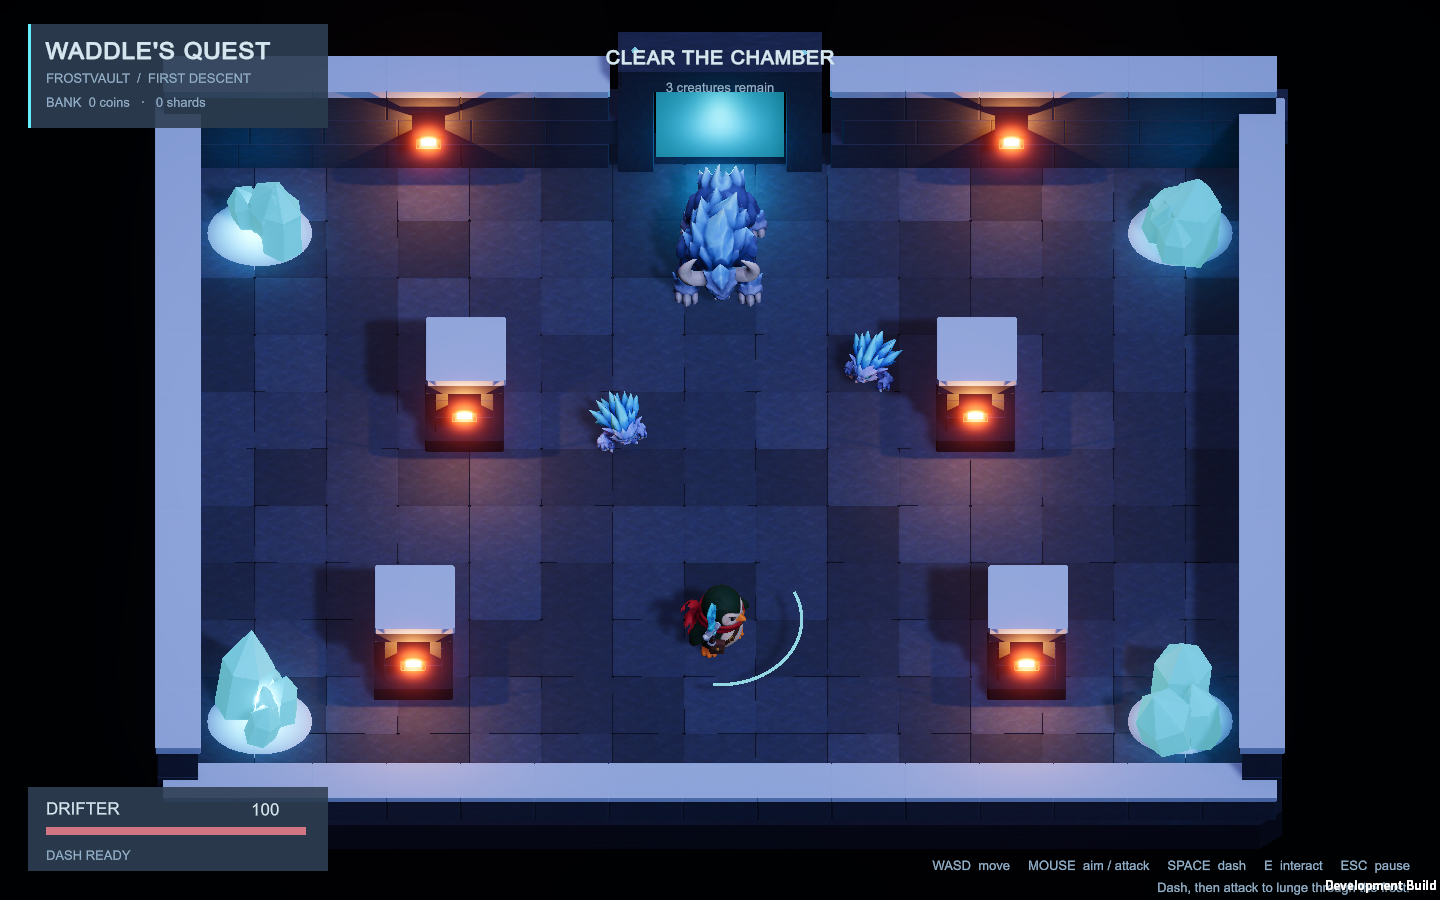 WADDLE'S QUEST
FROSTVAULT / FIRST DESCENT
BANK 0 coins · 0 shards
CLEAR THE CHAMBER
3 creatures remain
DRIFTER 100
DASH READY
WASD move MOUSE aim / attack SPACE dash E interact ESC pause
Dash, then attack to lunge through
Development Build